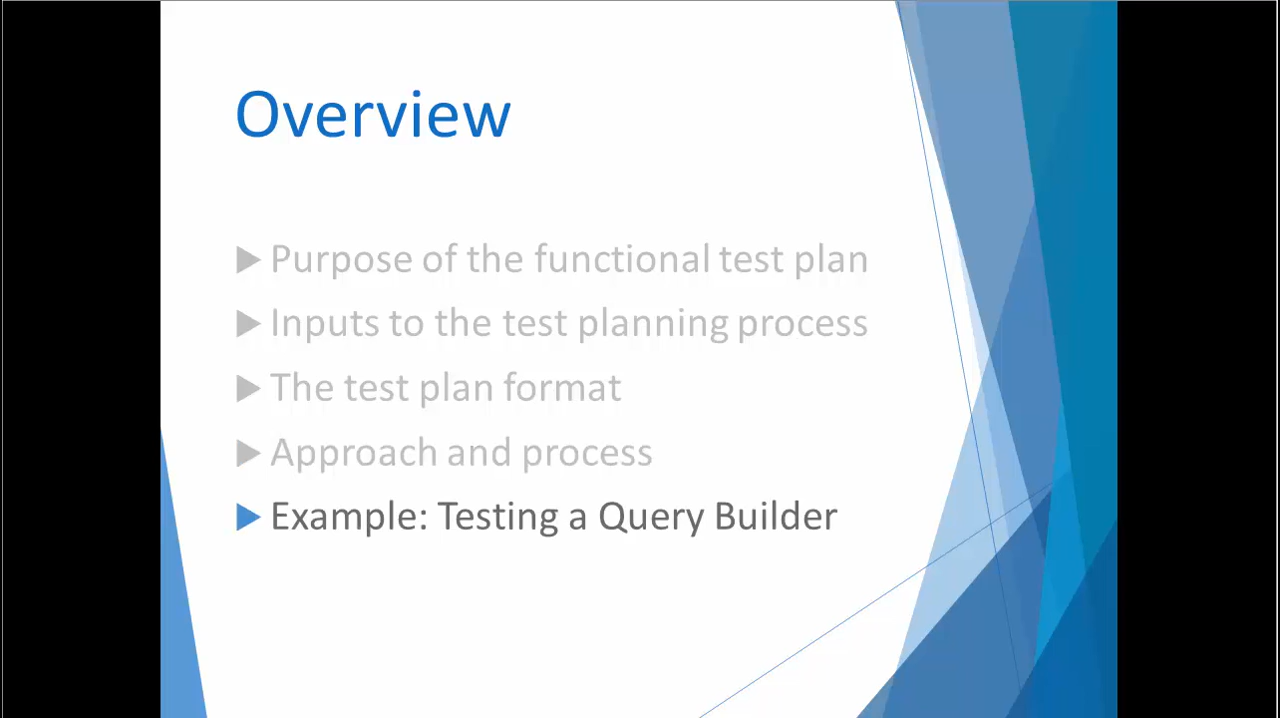 Overview
Purpose of the functional test plan
Inputs to the test planning process
The test plan format
Approach and process
Example: Testing a Query Builder